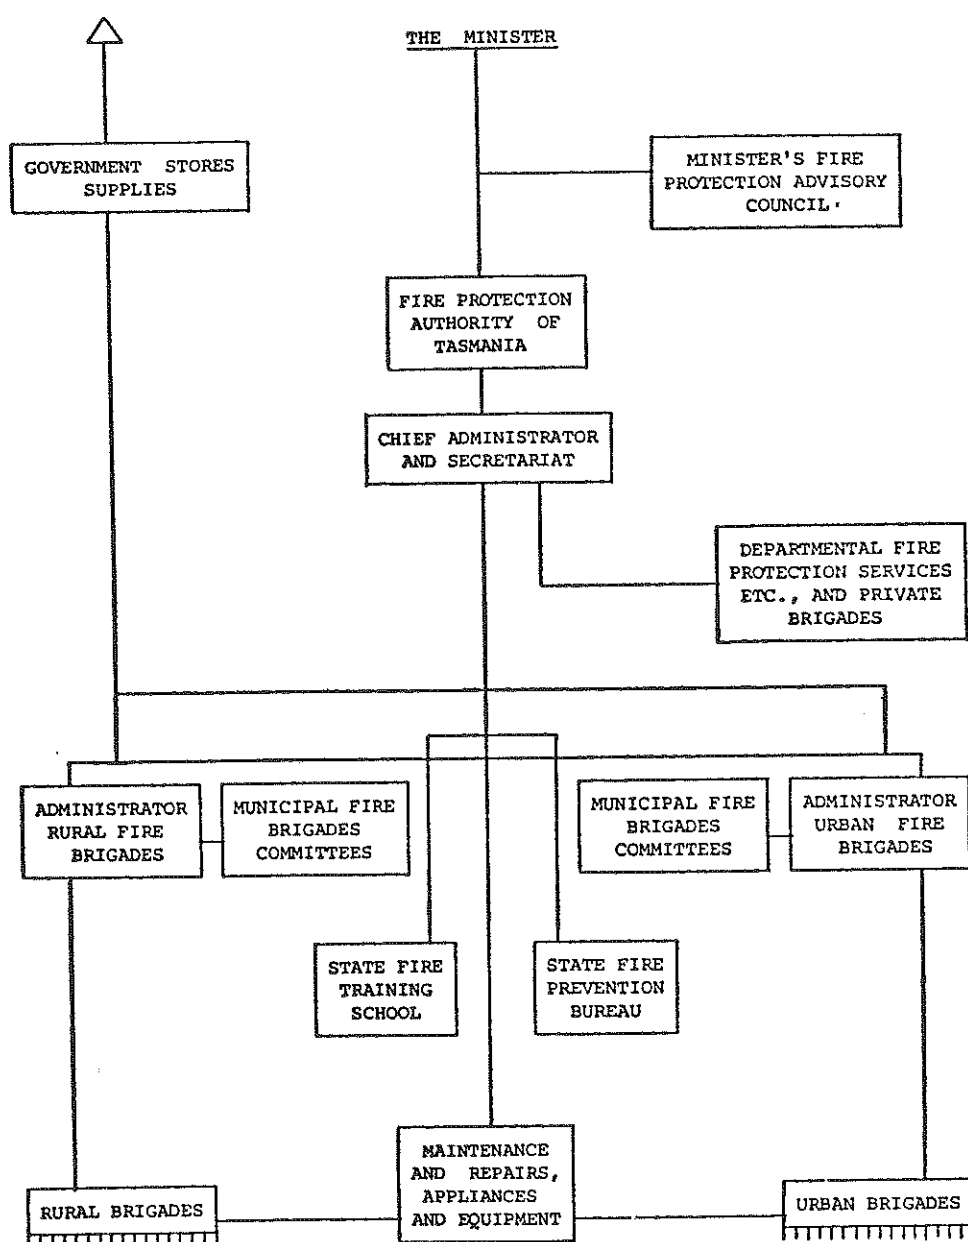 THE MINISTER
GOVERNMENT STORES
SUPPLIES
MINISTER'S FIRE
PROTECTION ADVISORY
COUNCIL.
FIRE PROTECTION
AUTHORITY OF
TASMANIA
CHIEF ADMINISTRATOR
AND SECRETARIAT
DEPARTMENTAL FIRE
PROTECTION SERVICES
ETC., AND PRIVATE
BRIGADES
ADMINISTRATOR
RURAL FIRE
BRIGADES
MUNICIPAL FIRE
BRIGADES
COMMITTEES
MUNICIPAL FIRE
BRIGADES
COMMITTEES
ADMINISTRATOR
URBAN FIRE
BRIGADES
STATE FIRE
TRAINING
SCHOOL
STATE FIRE
PREVENTION
BUREAU
MAINTENANCE
AND REPAIRS,
APPLIANCES
AND EQUIPMENT
RURAL BRIGADES
URBAN BRIGADES